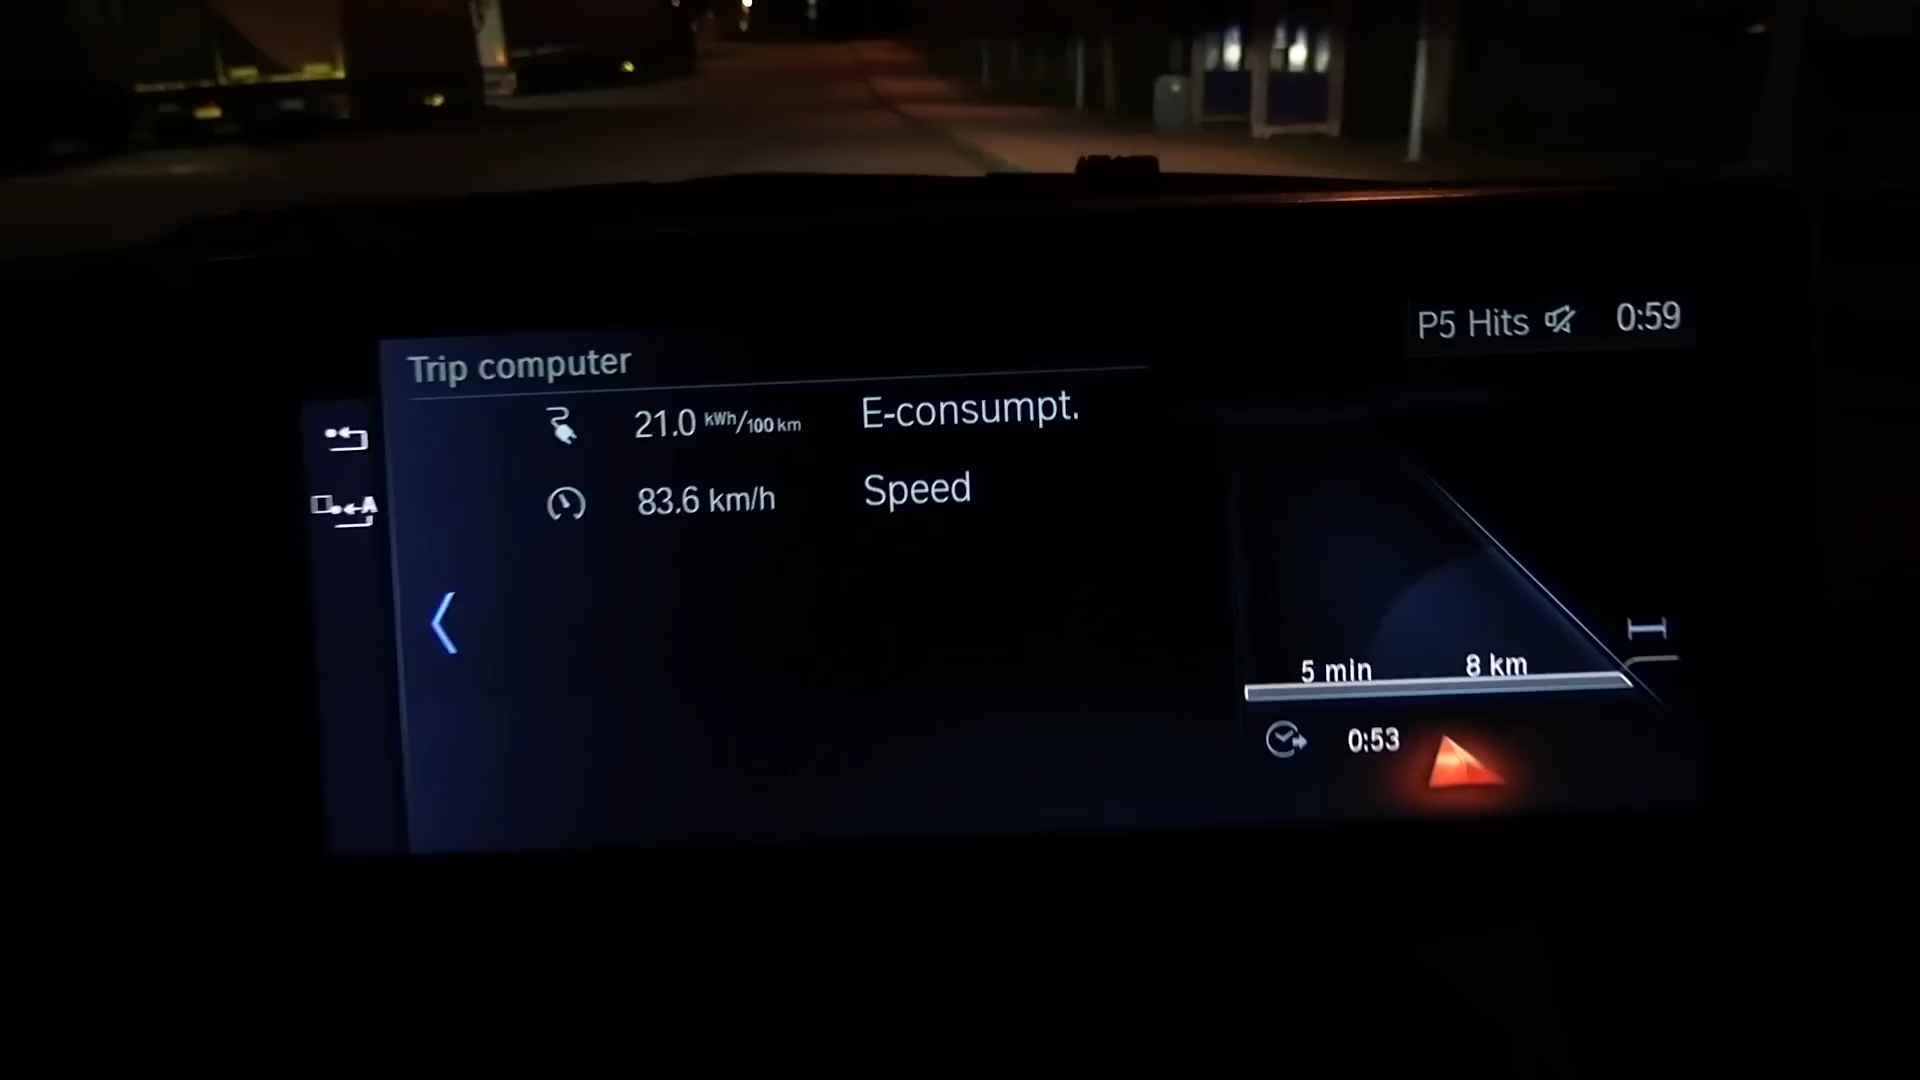 P5 Hits 0:59
Trip computer
21.0 kWh/100 km E-consumpt.
83.6 km/h Speed
A
5 min 8 km
0:53